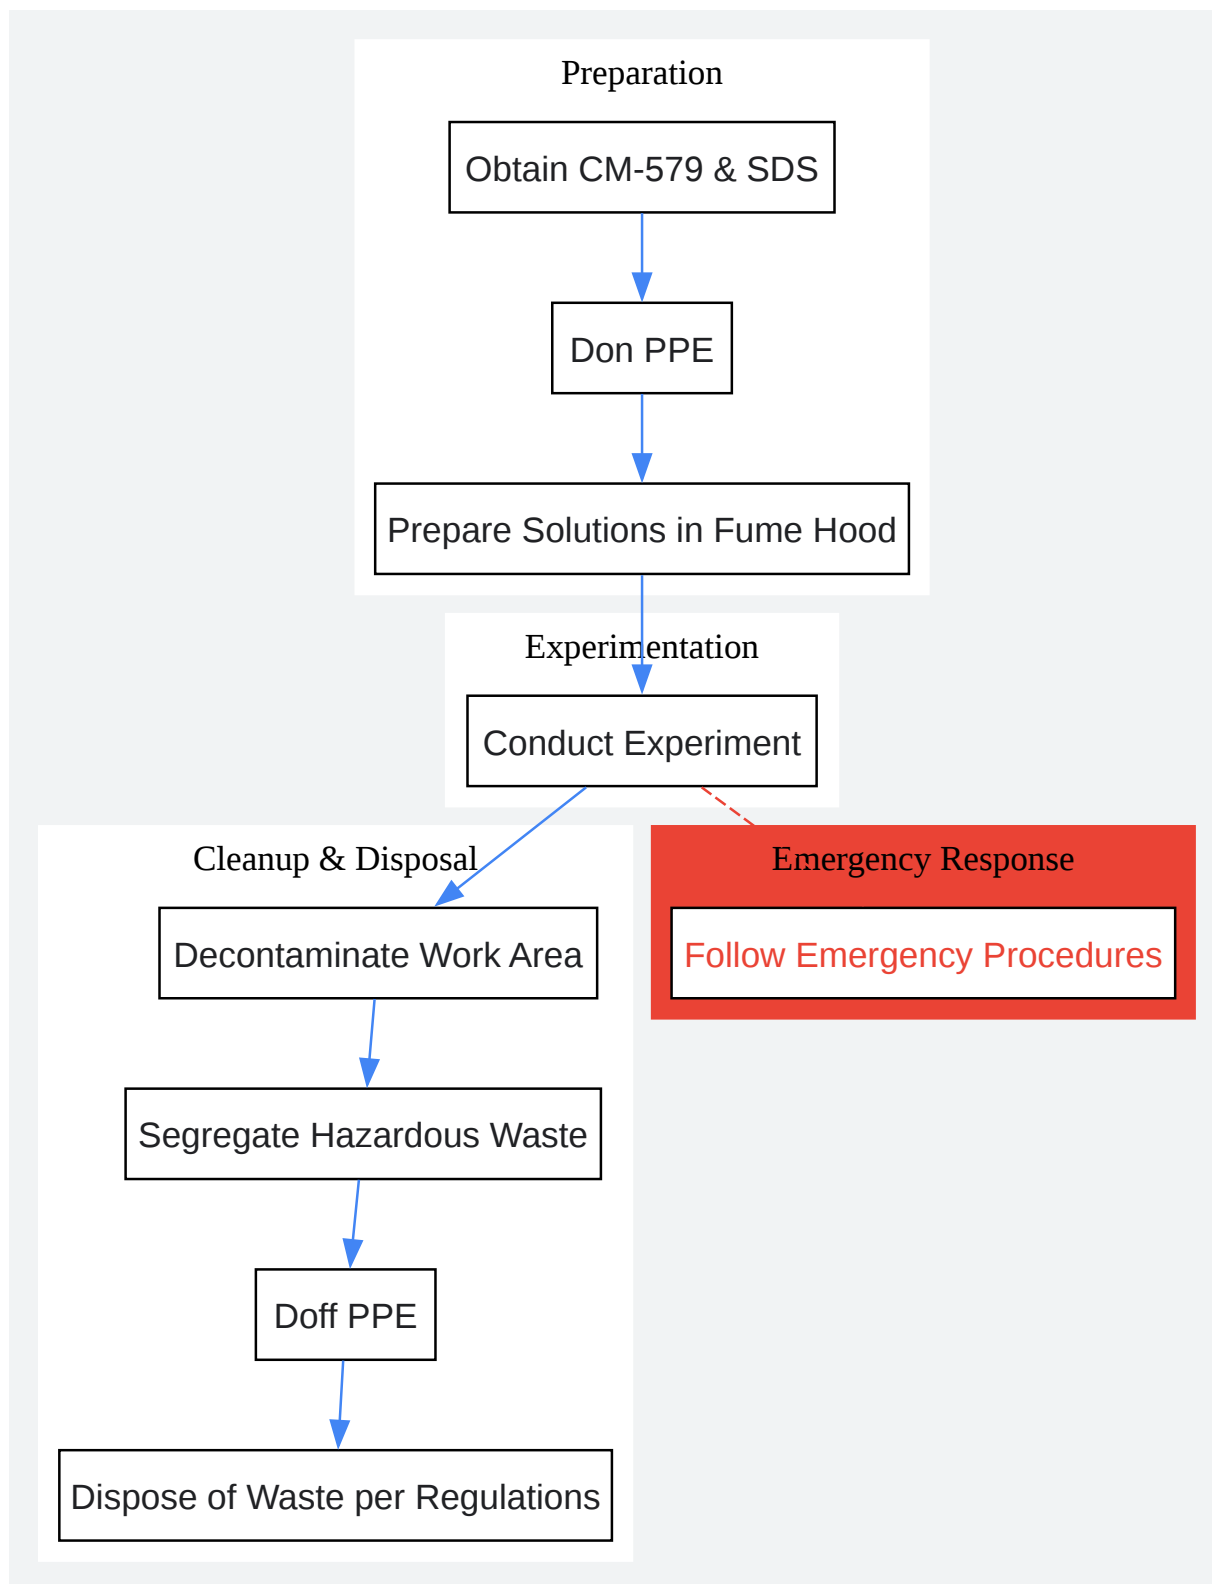 Preparation
Obtain CM-579 & SDS
Don PPE
Prepare Solutions in Fume Hood
Experimentation
Conduct Experiment
Cleanup & Disposal
Decontaminate Work Area
Segregate Hazardous Waste
Doff PPE
Dispose of Waste per Regulations
Emergency Response
Follow Emergency Procedures